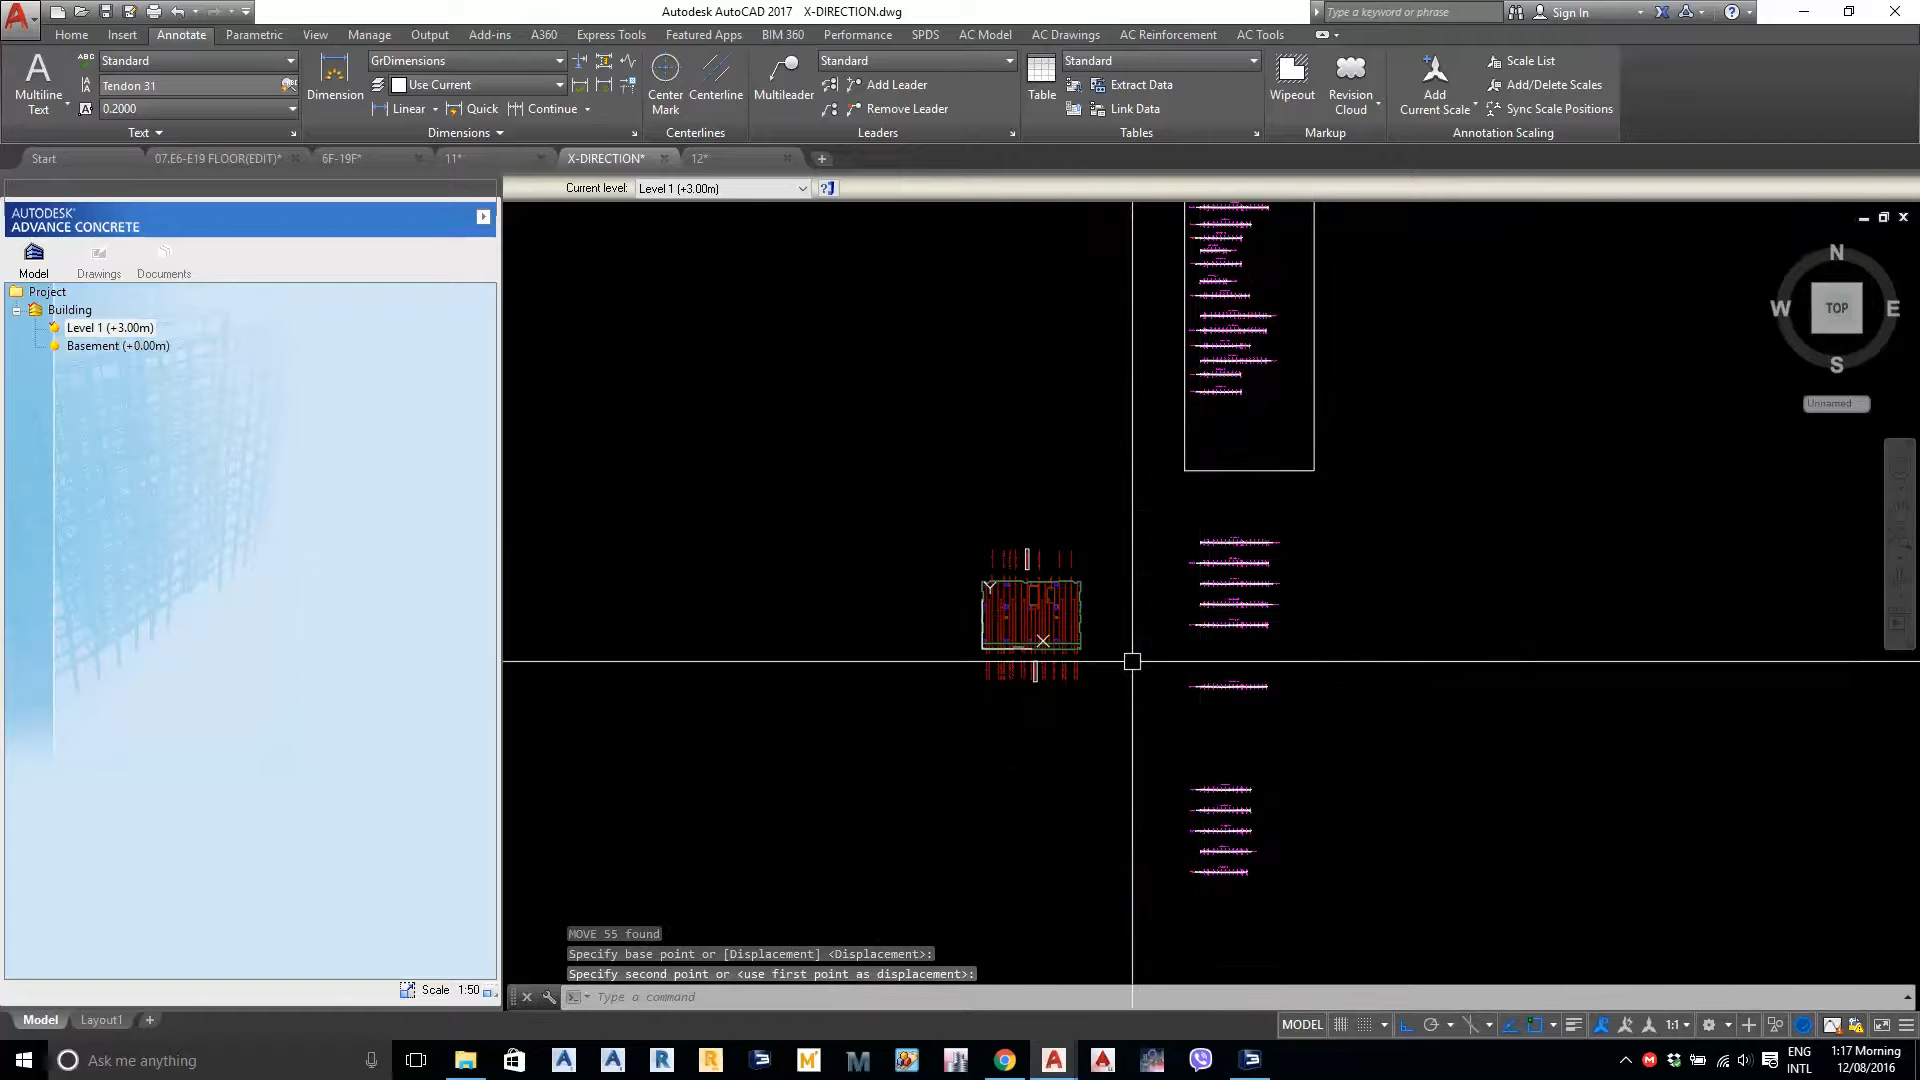 Autodesk AutoCAD 2017 X-DIRECTION.dwg
Type a keyword or phrase
Sign In
Home Insert Annotate Parametric View Manage Output Add-ins A360 Express Tools Featured Apps BIM 360 Performance SPDS AC Model AC Drawings AC Reinforcement AC Tools
Multiline Text
ABC Standard
Tendon 31
0.2000
Text
Dimension
GrDimensions
Use Current
Linear Quick Continue
Dimensions
Center Mark
Centerline
Centerlines
Multileader
Standard
Add Leader
Remove Leader
Leaders
Table
Standard
Extract Data
Link Data
Tables
Wipeout
Revision Cloud
Markup
Add Current Scale
Scale List
Add/Delete Scales
Sync Scale Positions
Annotation Scaling
Start 07.E6-E19 FLOOR(EDIT)* 6F-19F* 11* X-DIRECTION* 12*
Current level: Level 1 (+3.00m)
AUTODESK®
ADVANCE CONCRETE
Model Drawings Documents
Project
Building
Level 1 (+3.00m)
Basement (+0.00m)
N
W TOP E
S
Unnamed
Y
X
MOVE 55 found
Specify base point or [Displacement] <Displacement>:
Specify second point or <use first point as displacement>:
Type a command
Scale 1:50
Model Layout1
MODEL 1:1
Ask me anything
ENG
INTL
1:17 Morning
12/08/2016